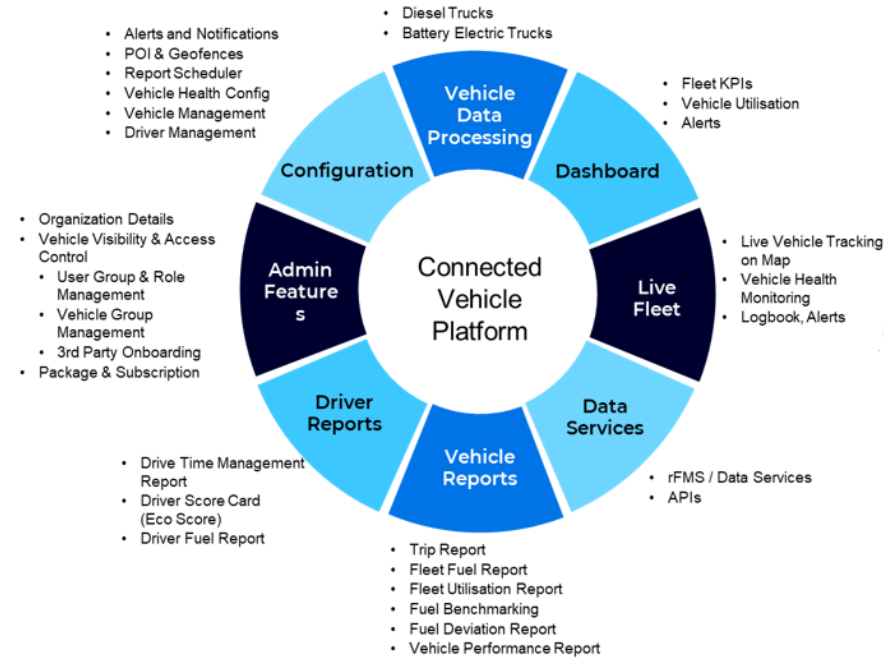 • Diesel Trucks
• Battery Electric Trucks
• Alerts and Notifications
• POI & Geofences
• Report Scheduler
• Vehicle Health Config
• Vehicle Management
• Driver Management
Vehicle
Data
Processing
• Fleet KPIs
• Vehicle Utilisation
• Alerts
Configuration
Dashboard
• Organization Details
• Vehicle Visibility & Access
Control
• User Group & Role
Management
• Vehicle Group
Management
• 3rd Party Onboarding
• Package & Subscription
Admin
Feature
s
Connected
Vehicle
Platform
Live
Fleet
• Live Vehicle Tracking
on Map
• Vehicle Health
Monitoring
• Logbook, Alerts
Driver
Reports
Data
Services
• Drive Time Management
Report
• Driver Score Card
(Eco Score)
• Driver Fuel Report
Vehicle
Reports
• rFMS / Data Services
• APIs
• Trip Report
• Fleet Fuel Report
• Fleet Utilisation Report
• Fuel Benchmarking
• Fuel Deviation Report
• Vehicle Performance Report